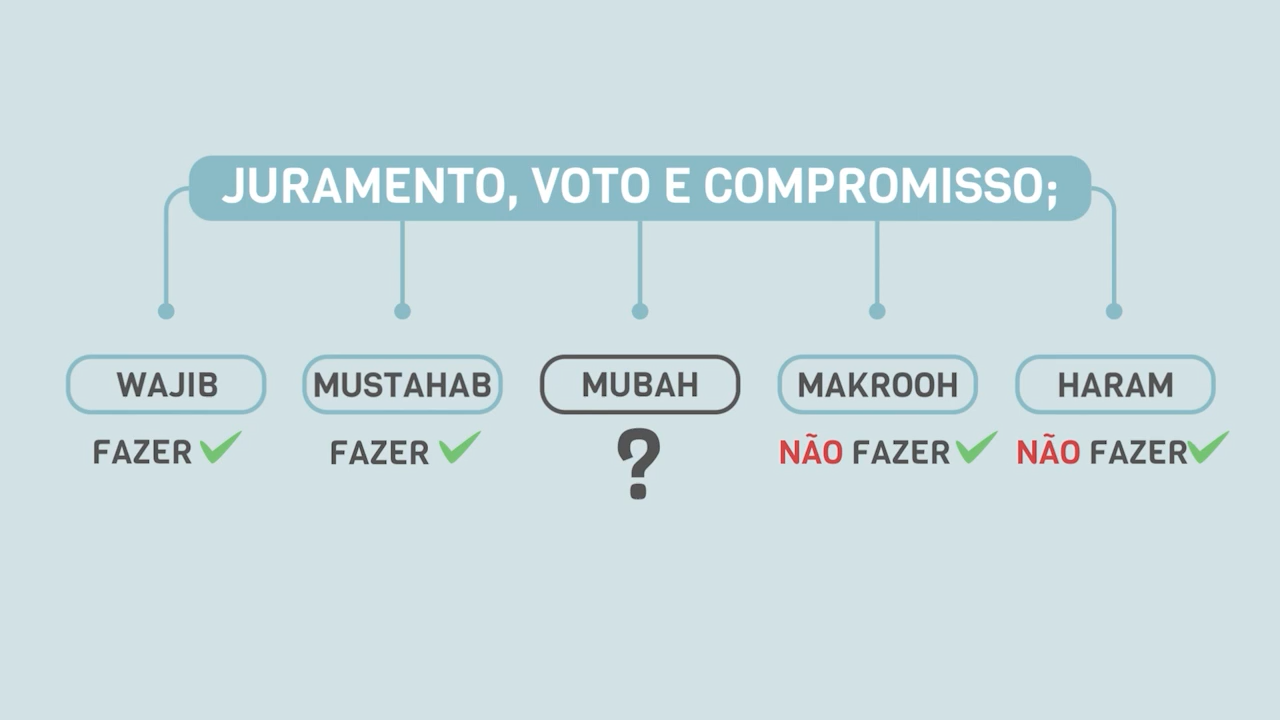 JURAMENTO, VOTO E COMPROMISSO;
WAJIB
MUSTAHAB
MUBAH
MAKROOH
HARAM
FAZER
FAZER
?
NÃO FAZER
NÃO FAZER